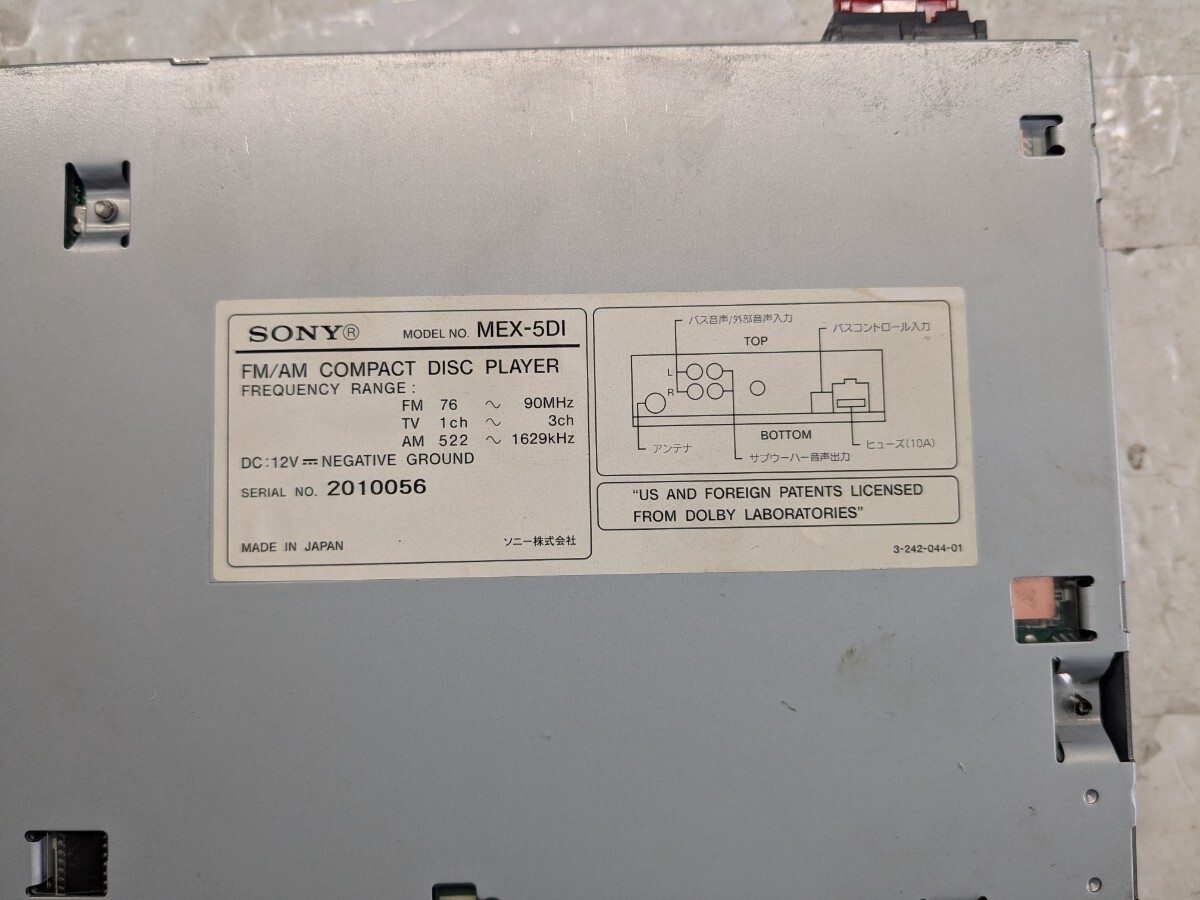 SONY® MODEL NO. MEX-5DI
FM/AM COMPACT DISC PLAYER
FREQUENCY RANGE:
FM 76 ～ 90MHz
TV 1ch ～ 3ch
AM 522 ～ 1629kHz
DC:12V⎓NEGATIVE GROUND
SERIAL NO. 2010056
MADE IN JAPAN
ソニー株式会社
バス音声/外部音声入力
バスコントロール入力
TOP
L
R
BOTTOM
アンテナ
ヒューズ(10A)
サブウーハー音声出力
"US AND FOREIGN PATENTS LICENSED
FROM DOLBY LABORATORIES"
3-242-044-01